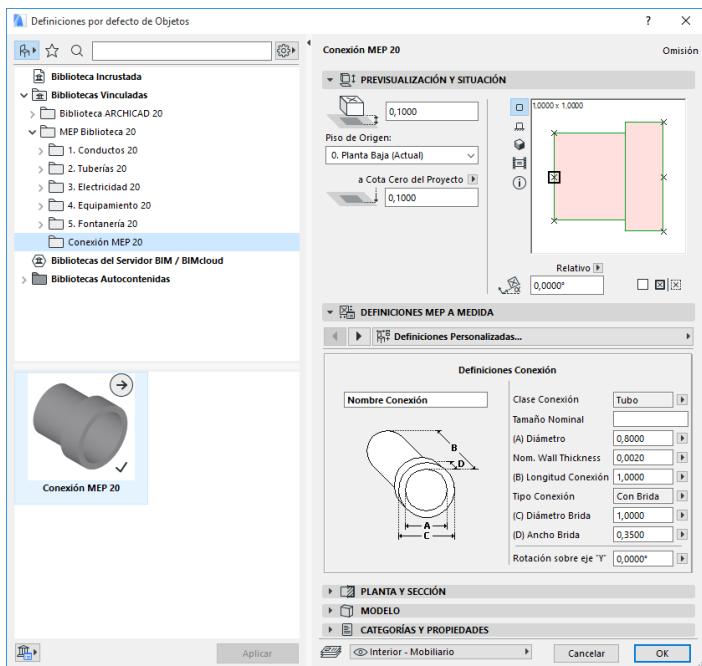 Definiciones por defecto de Objetos
Biblioteca Incrustada
Bibliotecas Vinculadas
Biblioteca ARCHICAD 20
MEP Biblioteca 20
1. Conductos 20
2. Tuberías 20
3. Electricidad 20
4. Equipamiento 20
5. Fontanería 20
Conexión MEP 20
Bibliotecas del Servidor BIM / BIMcloud
Bibliotecas Autocontenidas
Conexión MEP 20
Aplicar
Conexión MEP 20 Omisión
PREVISUALIZACIÓN Y SITUACIÓN
0,1000
Piso de Origen:
0. Planta Baja (Actual)
a Cota Cero del Proyecto
0,1000
1,0000 x 1,0000
Relativo
0,0000°
DEFINICIONES MEP A MEDIDA
Definiciones Personalizadas...
Definiciones Conexión
Nombre Conexión
B
D
A
C
Clase Conexión Tubo
Tamaño Nominal
(A) Diámetro 0,8000
Nom. Wall Thickness 0,0020
(B) Longitud Conexión 1,0000
Tipo Conexión Con Brida
(C) Diámetro Brida 1,0000
(D) Ancho Brida 0,3500
Rotación sobre eje "Y" 0,0000°
PLANTA Y SECCIÓN
MODELO
CATEGORÍAS Y PROPIEDADES
Interior - Mobiliario
Cancelar
OK